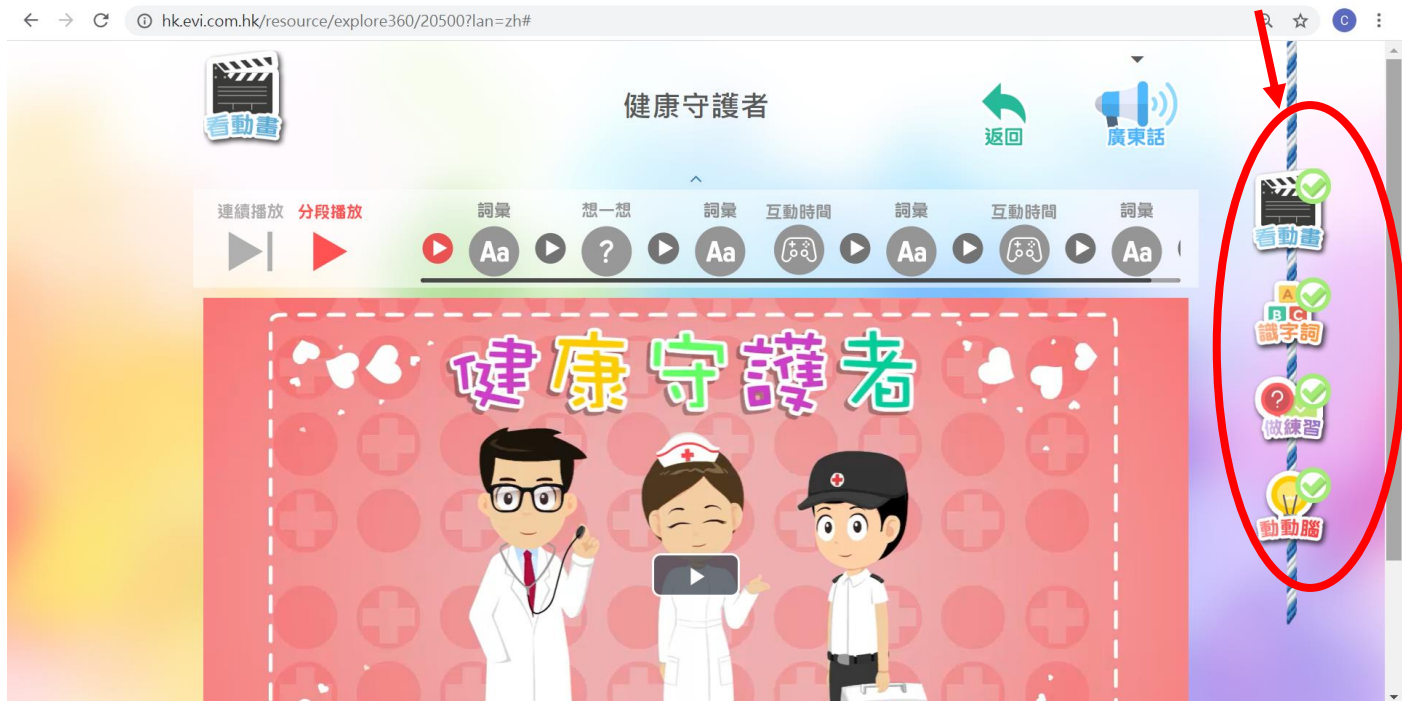 hk.evi.com.hk/resource/explore360/20500?lan=zh#
C
看動畫
健康守護者
返回
廣東話
連續播放
分段播放
詞彙
想一想
詞彙
互動時間
詞彙
互動時間
詞彙
Aa
?
Aa
Aa
Aa
健康守護者
看動畫
A
B C
識字詞
?
做練習
動動腦